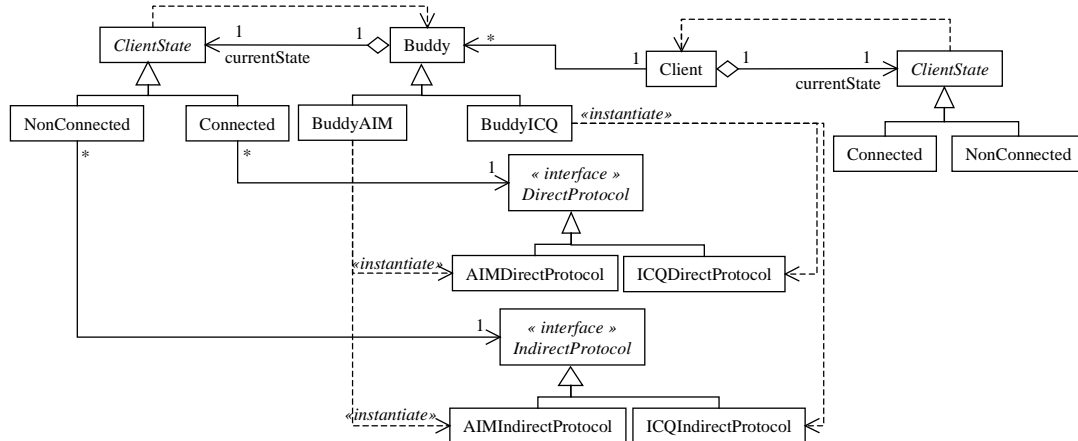 ClientState
1
currentState
1
Buddy
*
1
Client
1
currentState
1
ClientState
NonConnected
Connected
BuddyAIM
BuddyICQ
«instantiate»
Connected
NonConnected
*
*
1
« interface »
DirectProtocol
«instantiate»
AIMDirectProtocol
ICQDirectProtocol
1
« interface »
IndirectProtocol
«instantiate»
AIMIndirectProtocol
ICQIndirectProtocol